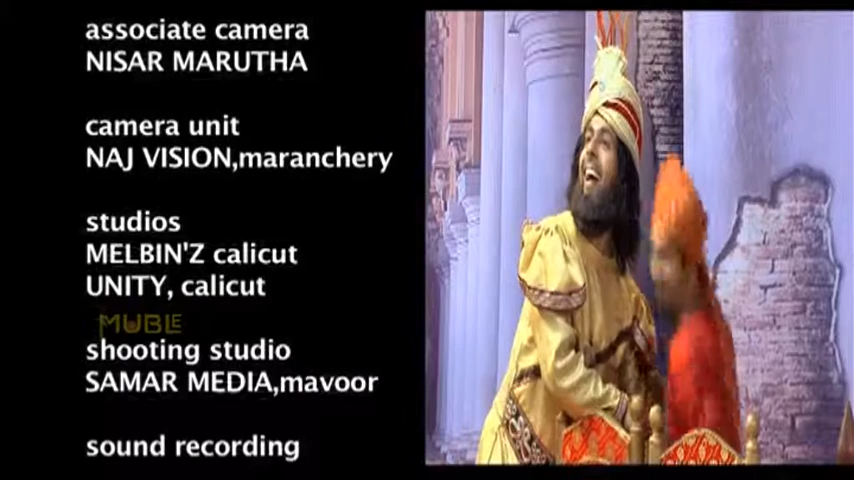 associate camera
NISAR MARUTHA
camera unit
NAJ VISION,maranchery
studios
MELBIN'Z calicut
UNITY, calicut
MUBLE
shooting studio
SAMAR MEDIA,mavoor
sound recording